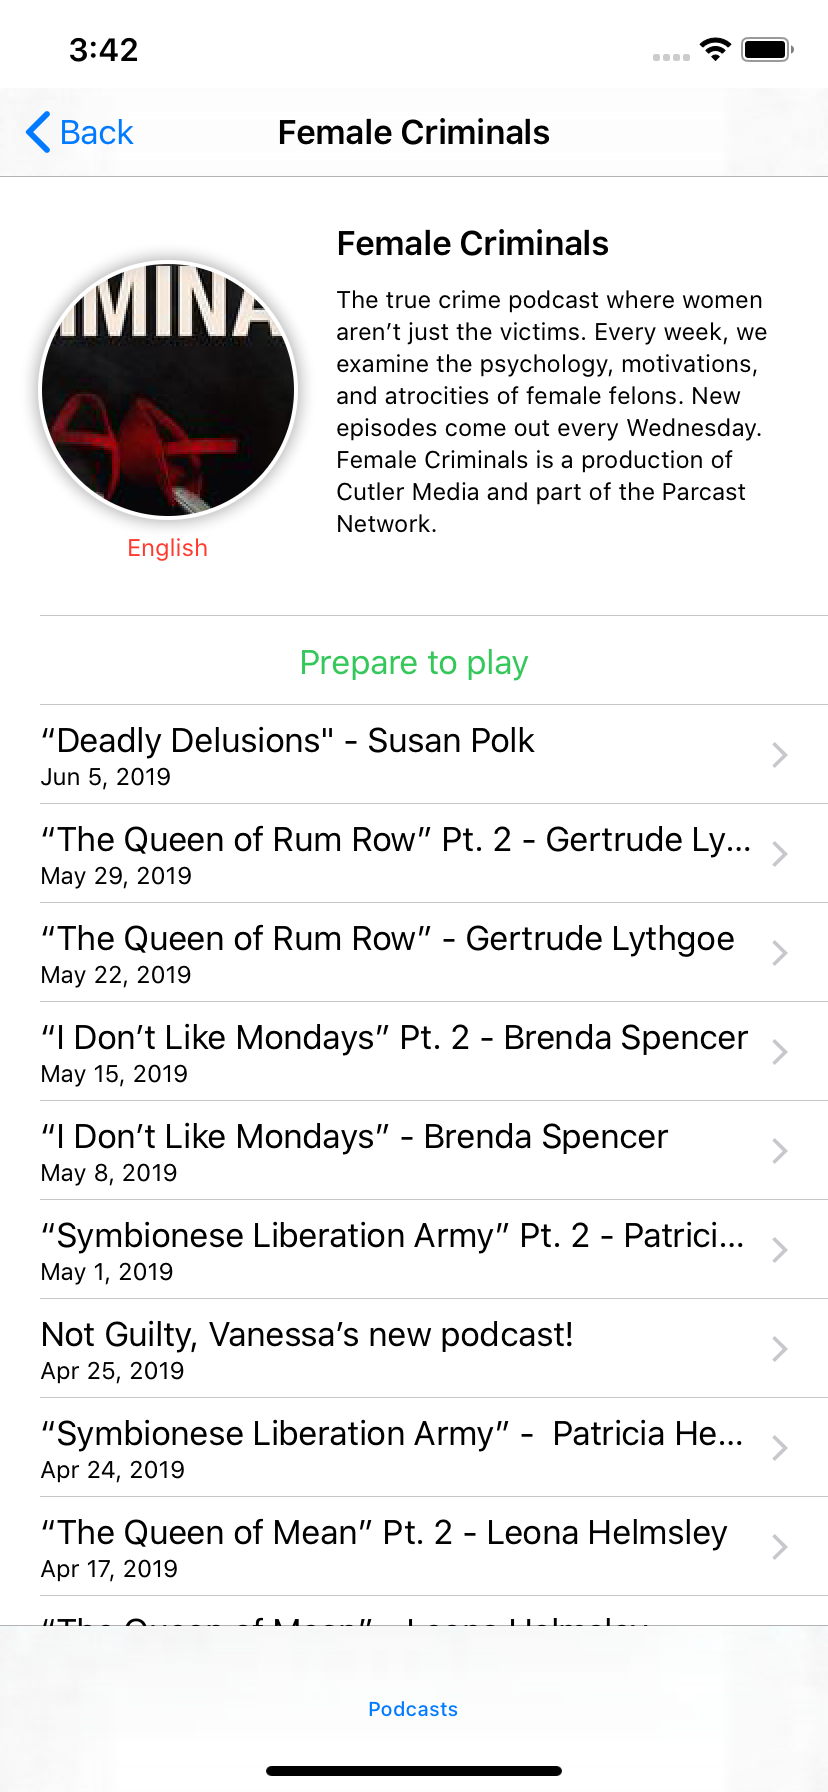 3:42
Back
Female Criminals
IMINA
Female Criminals
The true crime podcast where women
aren’t just the victims. Every week, we
examine the psychology, motivations,
and atrocities of female felons. New
episodes come out every Wednesday.
Female Criminals is a production of
Cutler Media and part of the Parcast
Network.
English
Prepare to play
“Deadly Delusions" - Susan Polk
Jun 5, 2019
“The Queen of Rum Row” Pt. 2 - Gertrude Ly...
May 29, 2019
“The Queen of Rum Row” - Gertrude Lythgoe
May 22, 2019
“I Don’t Like Mondays” Pt. 2 - Brenda Spencer
May 15, 2019
“I Don’t Like Mondays” - Brenda Spencer
May 8, 2019
“Symbionese Liberation Army” Pt. 2 - Patrici...
May 1, 2019
Not Guilty, Vanessa’s new podcast!
Apr 25, 2019
“Symbionese Liberation Army” -  Patricia He...
Apr 24, 2019
“The Queen of Mean” Pt. 2 - Leona Helmsley
Apr 17, 2019
“The Queen of Mean” - Leona Helmsley
Podcasts